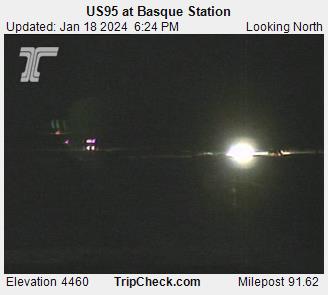 US95 at Basque Station
Updated: Jan 18 2024 6:24 PM Looking North
Elevation 4460 TripCheck.com Milepost 91.62